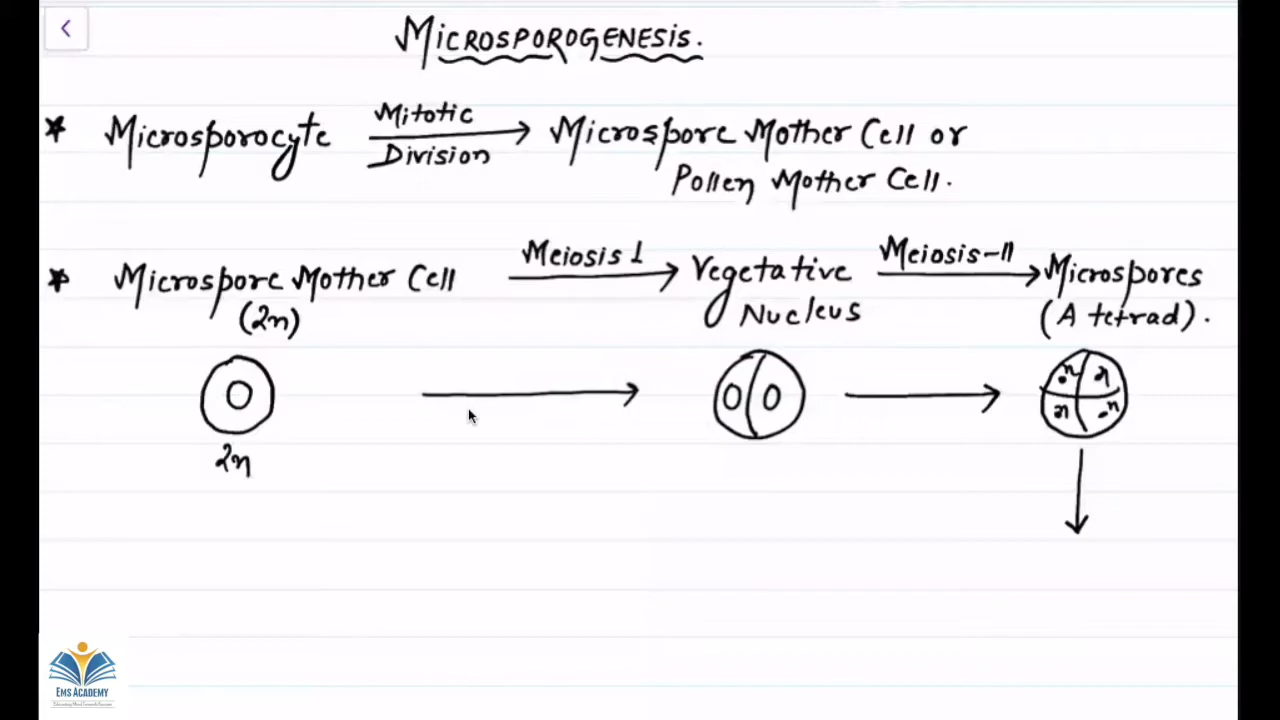 MICROSPOROGENESIS.
* Microsporocyte Mitotic Division → Microspore Mother Cell or
Pollen Mother Cell.
* Microspore Mother Cell Meiosis I → Vegetative Meiosis-II → Microspores
(2n) Nucleus (A tetrad).
n n
n n
2n
EMS ACADEMY